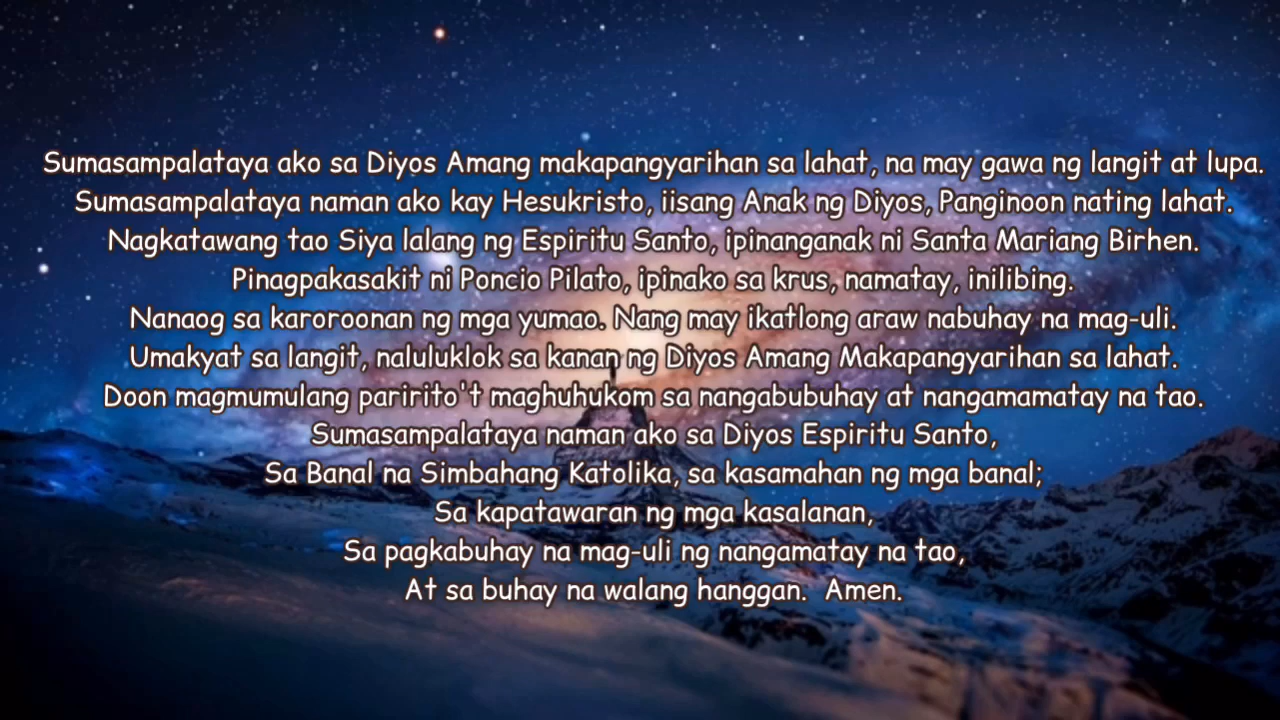 Sumasampalataya ako sa Diyos Amang makapangyarihan sa lahat, na may gawa ng langit at lupa.
Sumasampalataya naman ako kay Hesukristo, iisang Anak ng Diyos, Panginoon nating lahat.
Nagkatawang tao Siya lalang ng Espiritu Santo, ipinanganak ni Santa Mariang Birhen.
Pinagpakasakit ni Poncio Pilato, ipinako sa krus, namatay, inilibing.
Nanaog sa karoroonan ng mga yumao. Nang may ikatlong araw nabuhay na mag-uli.
Umakyat sa langit, naluluklok sa kanan ng Diyos Amang Makapangyarihan sa lahat.
Doon magmumulang paririto't maghuhukom sa nangabubuhay at nangamamatay na tao.
Sumasampalataya naman ako sa Diyos Espiritu Santo,
Sa Banal na Simbahang Katolika, sa kasamahan ng mga banal;
Sa kapatawaran ng mga kasalanan,
Sa pagkabuhay na mag-uli ng nangamatay na tao,
At sa buhay na walang hanggan.  Amen.